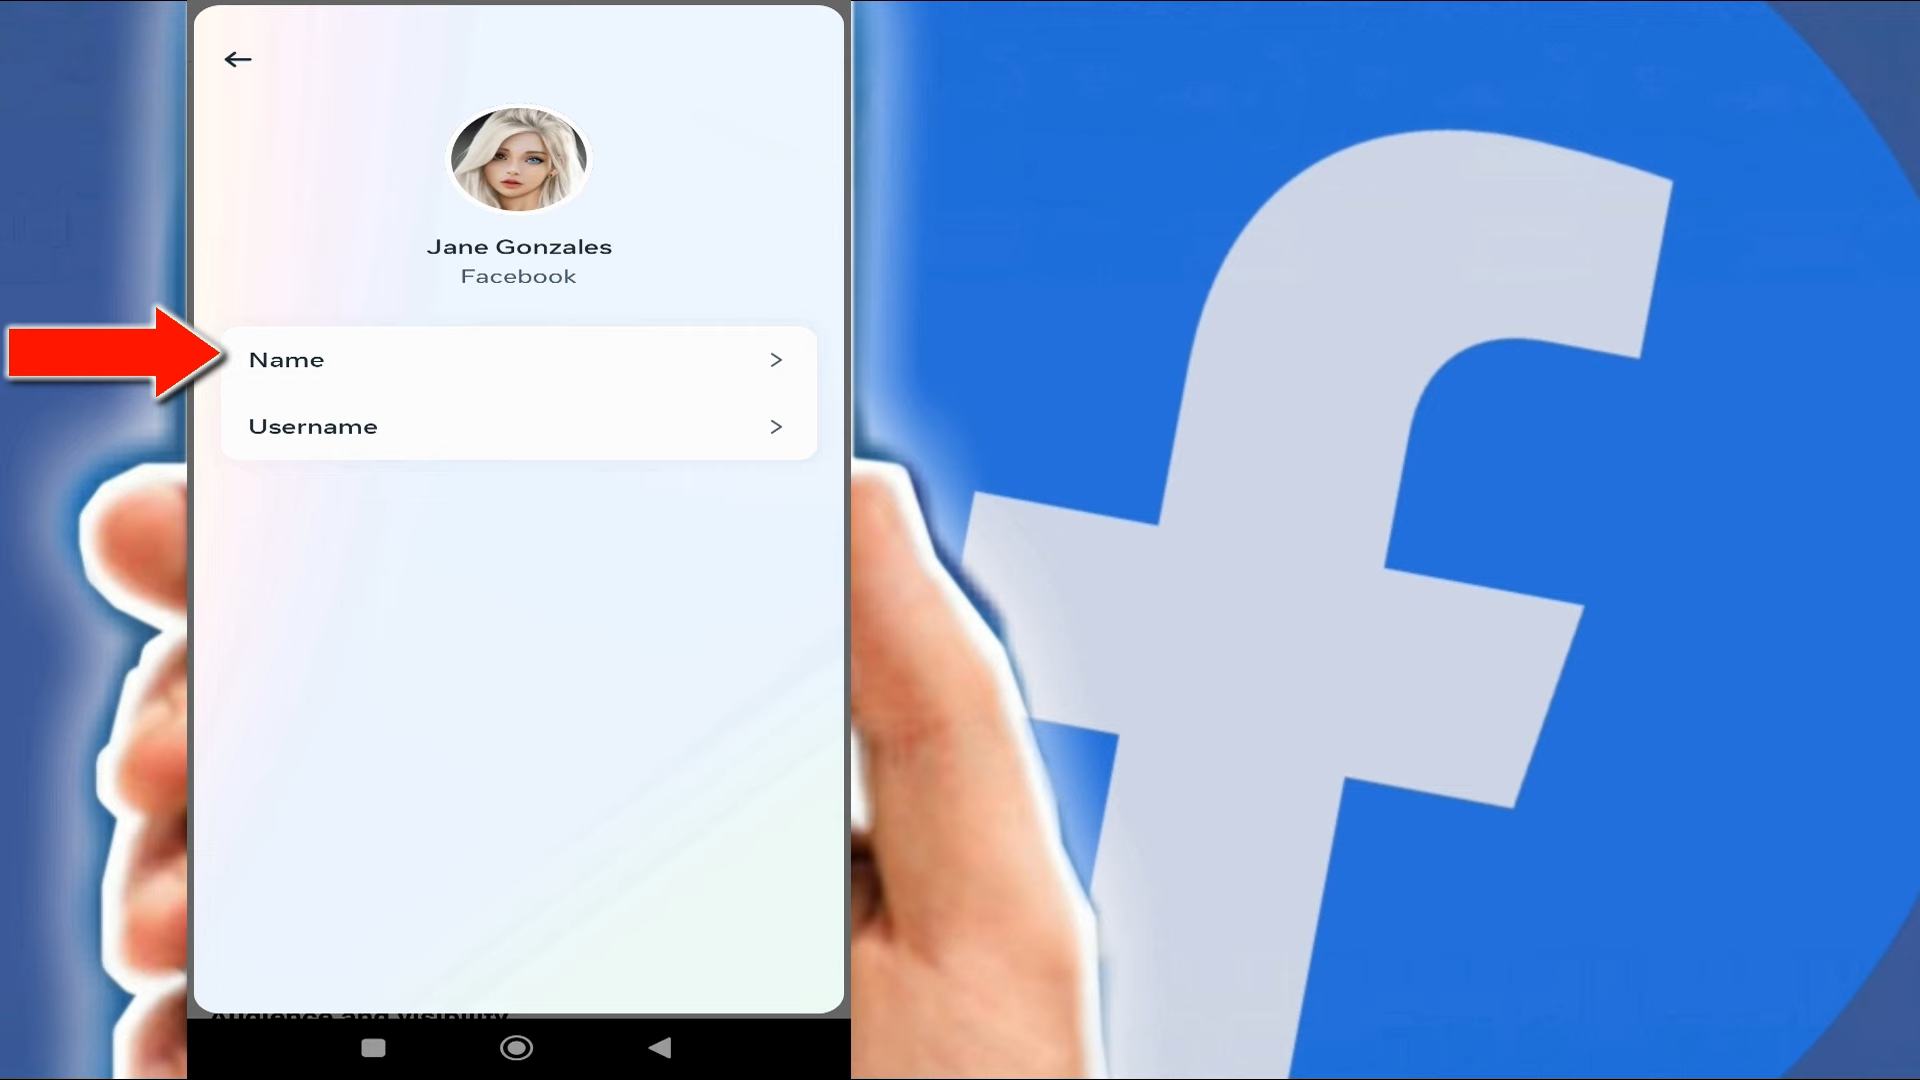 Jane Gonzales
Facebook
Name
Username
Audience and visibility